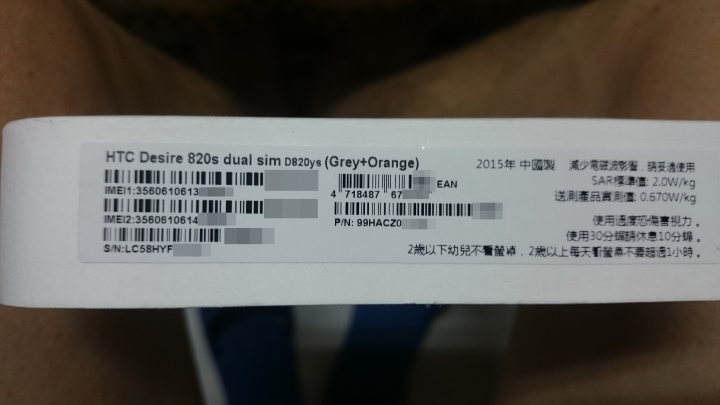 HTC Desire 820s dual sim D820ys (Grey+Orange)
IMEI1:3560610613
IMEI2:3560610614
S/N:LC58HYF
4 718487 67
EAN
P/N: 99HACZ0
2015年 中國製 減少電磁波影響,請妥適使用
SAR標準值: 2.0W/kg
送測產品實測值: 0.670W/kg
使用過度恐傷害視力。
使用30分鐘請休息10分鐘。
2歲以下幼兒不看螢幕,2歲以上每天看螢幕不要超過1小時。